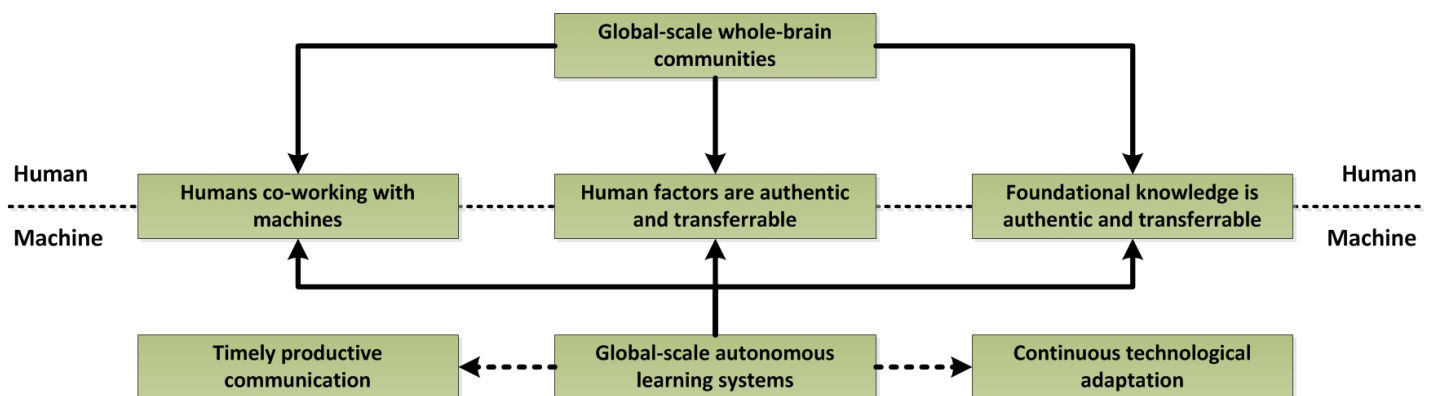 Global-scale whole-brain
communities
Human
Human
Humans co-working with
machines
Human factors are authentic
and transferrable
Foundational knowledge is
authentic and transferrable
Machine
Machine
Timely productive
communication
Global-scale autonomous
learning systems
Continuous technological
adaptation